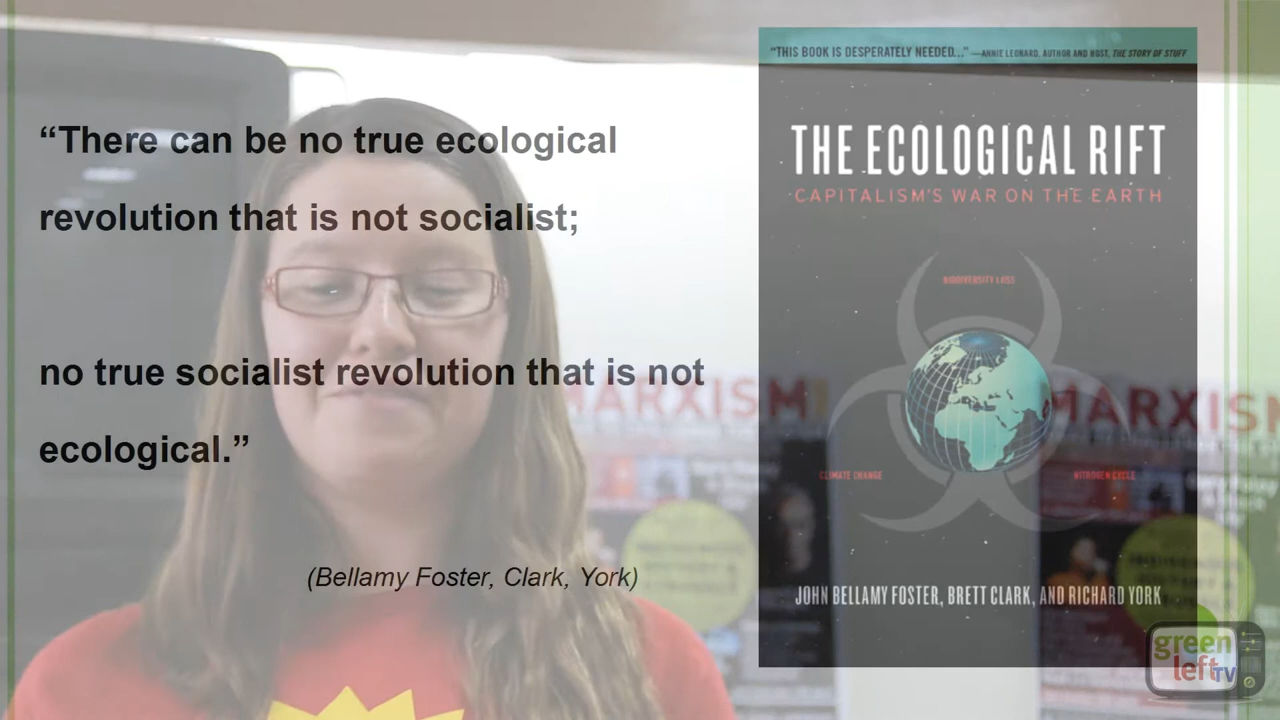 “There can be no true ecological
revolution that is not socialist;
no true socialist revolution that is not
ecological.”
(Bellamy Foster, Clark, York)
“THIS BOOK IS DESPERATELY NEEDED...” —ANNIE LEONARD, AUTHOR AND HOST, THE STORY OF STUFF
THE ECOLOGICAL RIFT
CAPITALISM'S WAR ON THE EARTH
BIODIVERSITY LOSS
CLIMATE CHANGE
NITROGEN CYCLE
JOHN BELLAMY FOSTER, BRETT CLARK, AND RICHARD YORK
MARXISM
MARXISM
green
left TV